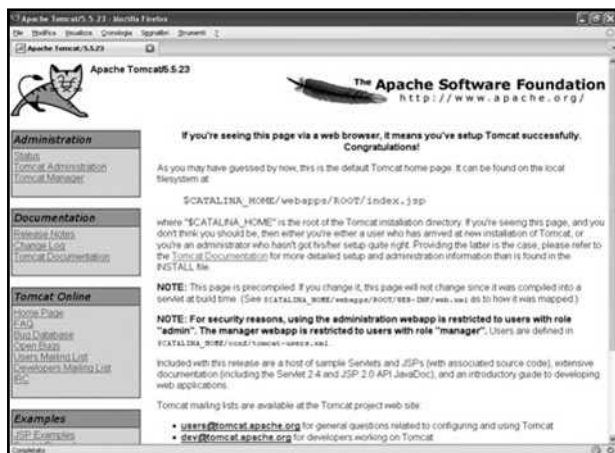 Apache Tomcat/5.5.23 - Mozilla Firefox
File Modifica Visualizza Cronologia Segnalibri Strumenti ?
Apache Tomcat/5.5.23
Apache Tomcat/5.5.23
The Apache Software Foundation
http://www.apache.org/
Administration
Status
Tomcat Administration
Tomcat Manager
Documentation
Release Notes
Change Log
Tomcat Documentation
Tomcat Online
Home Page
FAQ
Bug Database
Open Bugs
Users Mailing List
Developers Mailing List
IRC
Examples
JSP Examples
If you're seeing this page via a web browser, it means you've setup Tomcat successfully.
Congratulations!
As you may have guessed by now, this is the default Tomcat home page. It can be found on the local
filesystem at:
$CATALINA_HOME/webapps/ROOT/index.jsp
where "$CATALINA_HOME" is the root of the Tomcat installation directory. If you're seeing this page, and you
don't think you should be, then either you're either a user who has arrived at new installation of Tomcat, or
you're an administrator who hasn't got his/her setup quite right. Providing the latter is the case, please refer to
the Tomcat Documentation for more detailed setup and administration information than is found in the
INSTALL file.
NOTE: This page is precompiled. If you change it, this page will not change since it was compiled into a
servlet at build time. (See $CATALINA_HOME/webapps/ROOT/WEB-INF/web.xml as to how it was mapped.)
NOTE: For security reasons, using the administration webapp is restricted to users with role
"admin". The manager webapp is restricted to users with role "manager". Users are defined in
$CATALINA_HOME/conf/tomcat-users.xml.
Included with this release are a host of sample Servlets and JSPs (with associated source code), extensive
documentation (including the Servlet 2.4 and JSP 2.0 API JavaDoc), and an introductory guide to developing
web applications.
Tomcat mailing lists are available at the Tomcat project web site:
users@tomcat.apache.org for general questions related to configuring and using Tomcat
dev@tomcat.apache.org for developers working on Tomcat
Completato